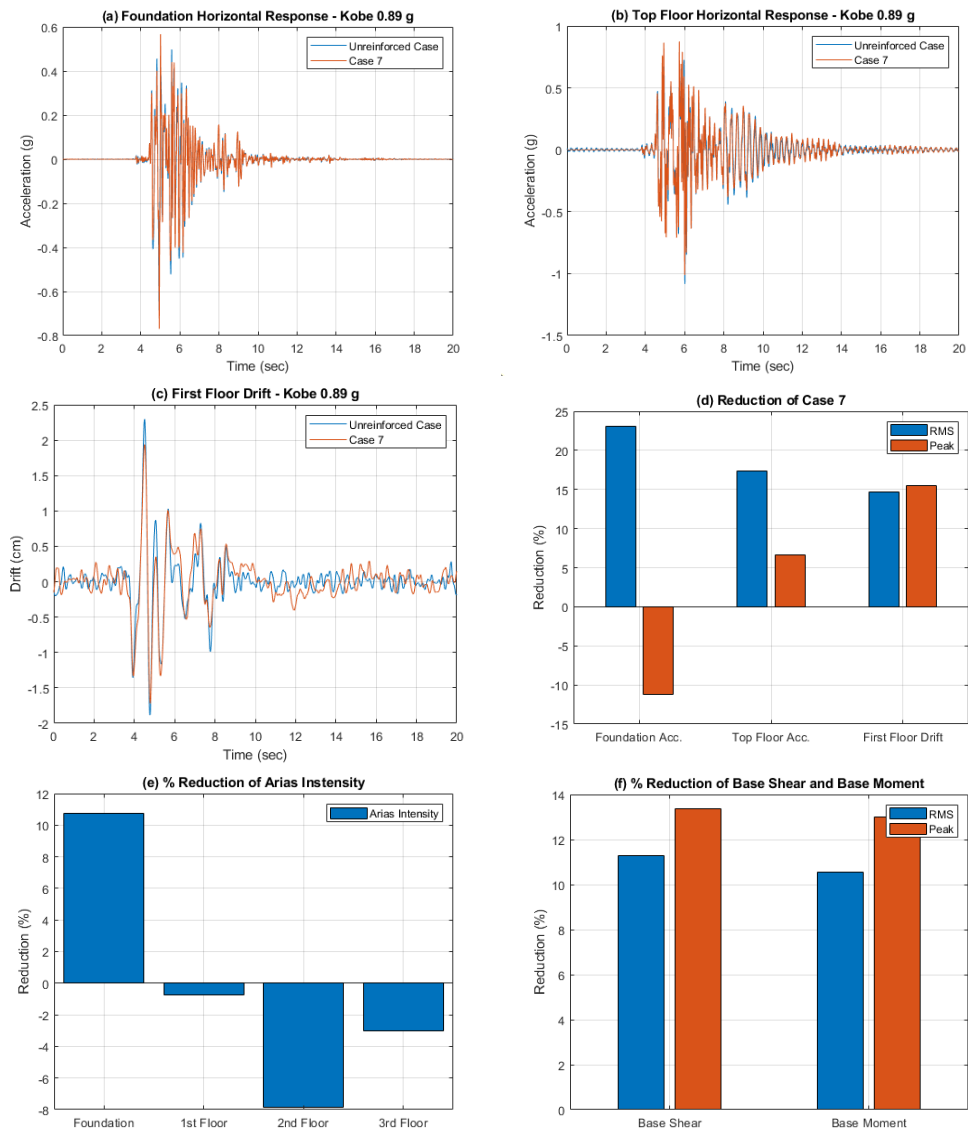 (a) Foundation Horizontal Response - Kobe 0.89 g
Unreinforced Case
Case 7
Acceleration (g)
0.6
0.4
0.2
0
-0.2
-0.4
-0.6
-0.8
0 2 4 6 8 10 12 14 16 18 20
Time (sec)
(b) Top Floor Horizontal Response - Kobe 0.89 g
Unreinforced Case
Case 7
Acceleration (g)
1
0.5
0
-0.5
-1
-1.5
0 2 4 6 8 10 12 14 16 18 20
Time (sec)
(c) First Floor Drift - Kobe 0.89 g
Unreinforced Case
Case 7
Drift (cm)
2.5
2
1.5
1
0.5
0
-0.5
-1
-1.5
-2
0 2 4 6 8 10 12 14 16 18 20
Time (sec)
(d) Reduction of Case 7
RMS
Peak
Reduction (%)
25
20
15
10
5
0
-5
-10
-15
Foundation Acc. Top Floor Acc. First Floor Drift
(e) % Reduction of Arias Instensity
Arias Intensity
Reduction (%)
12
10
8
6
4
2
0
-2
-4
-6
-8
Foundation 1st Floor 2nd Floor 3rd Floor
(f) % Reduction of Base Shear and Base Moment
RMS
Peak
Reduction (%)
14
12
10
8
6
4
2
0
Base Shear Base Moment